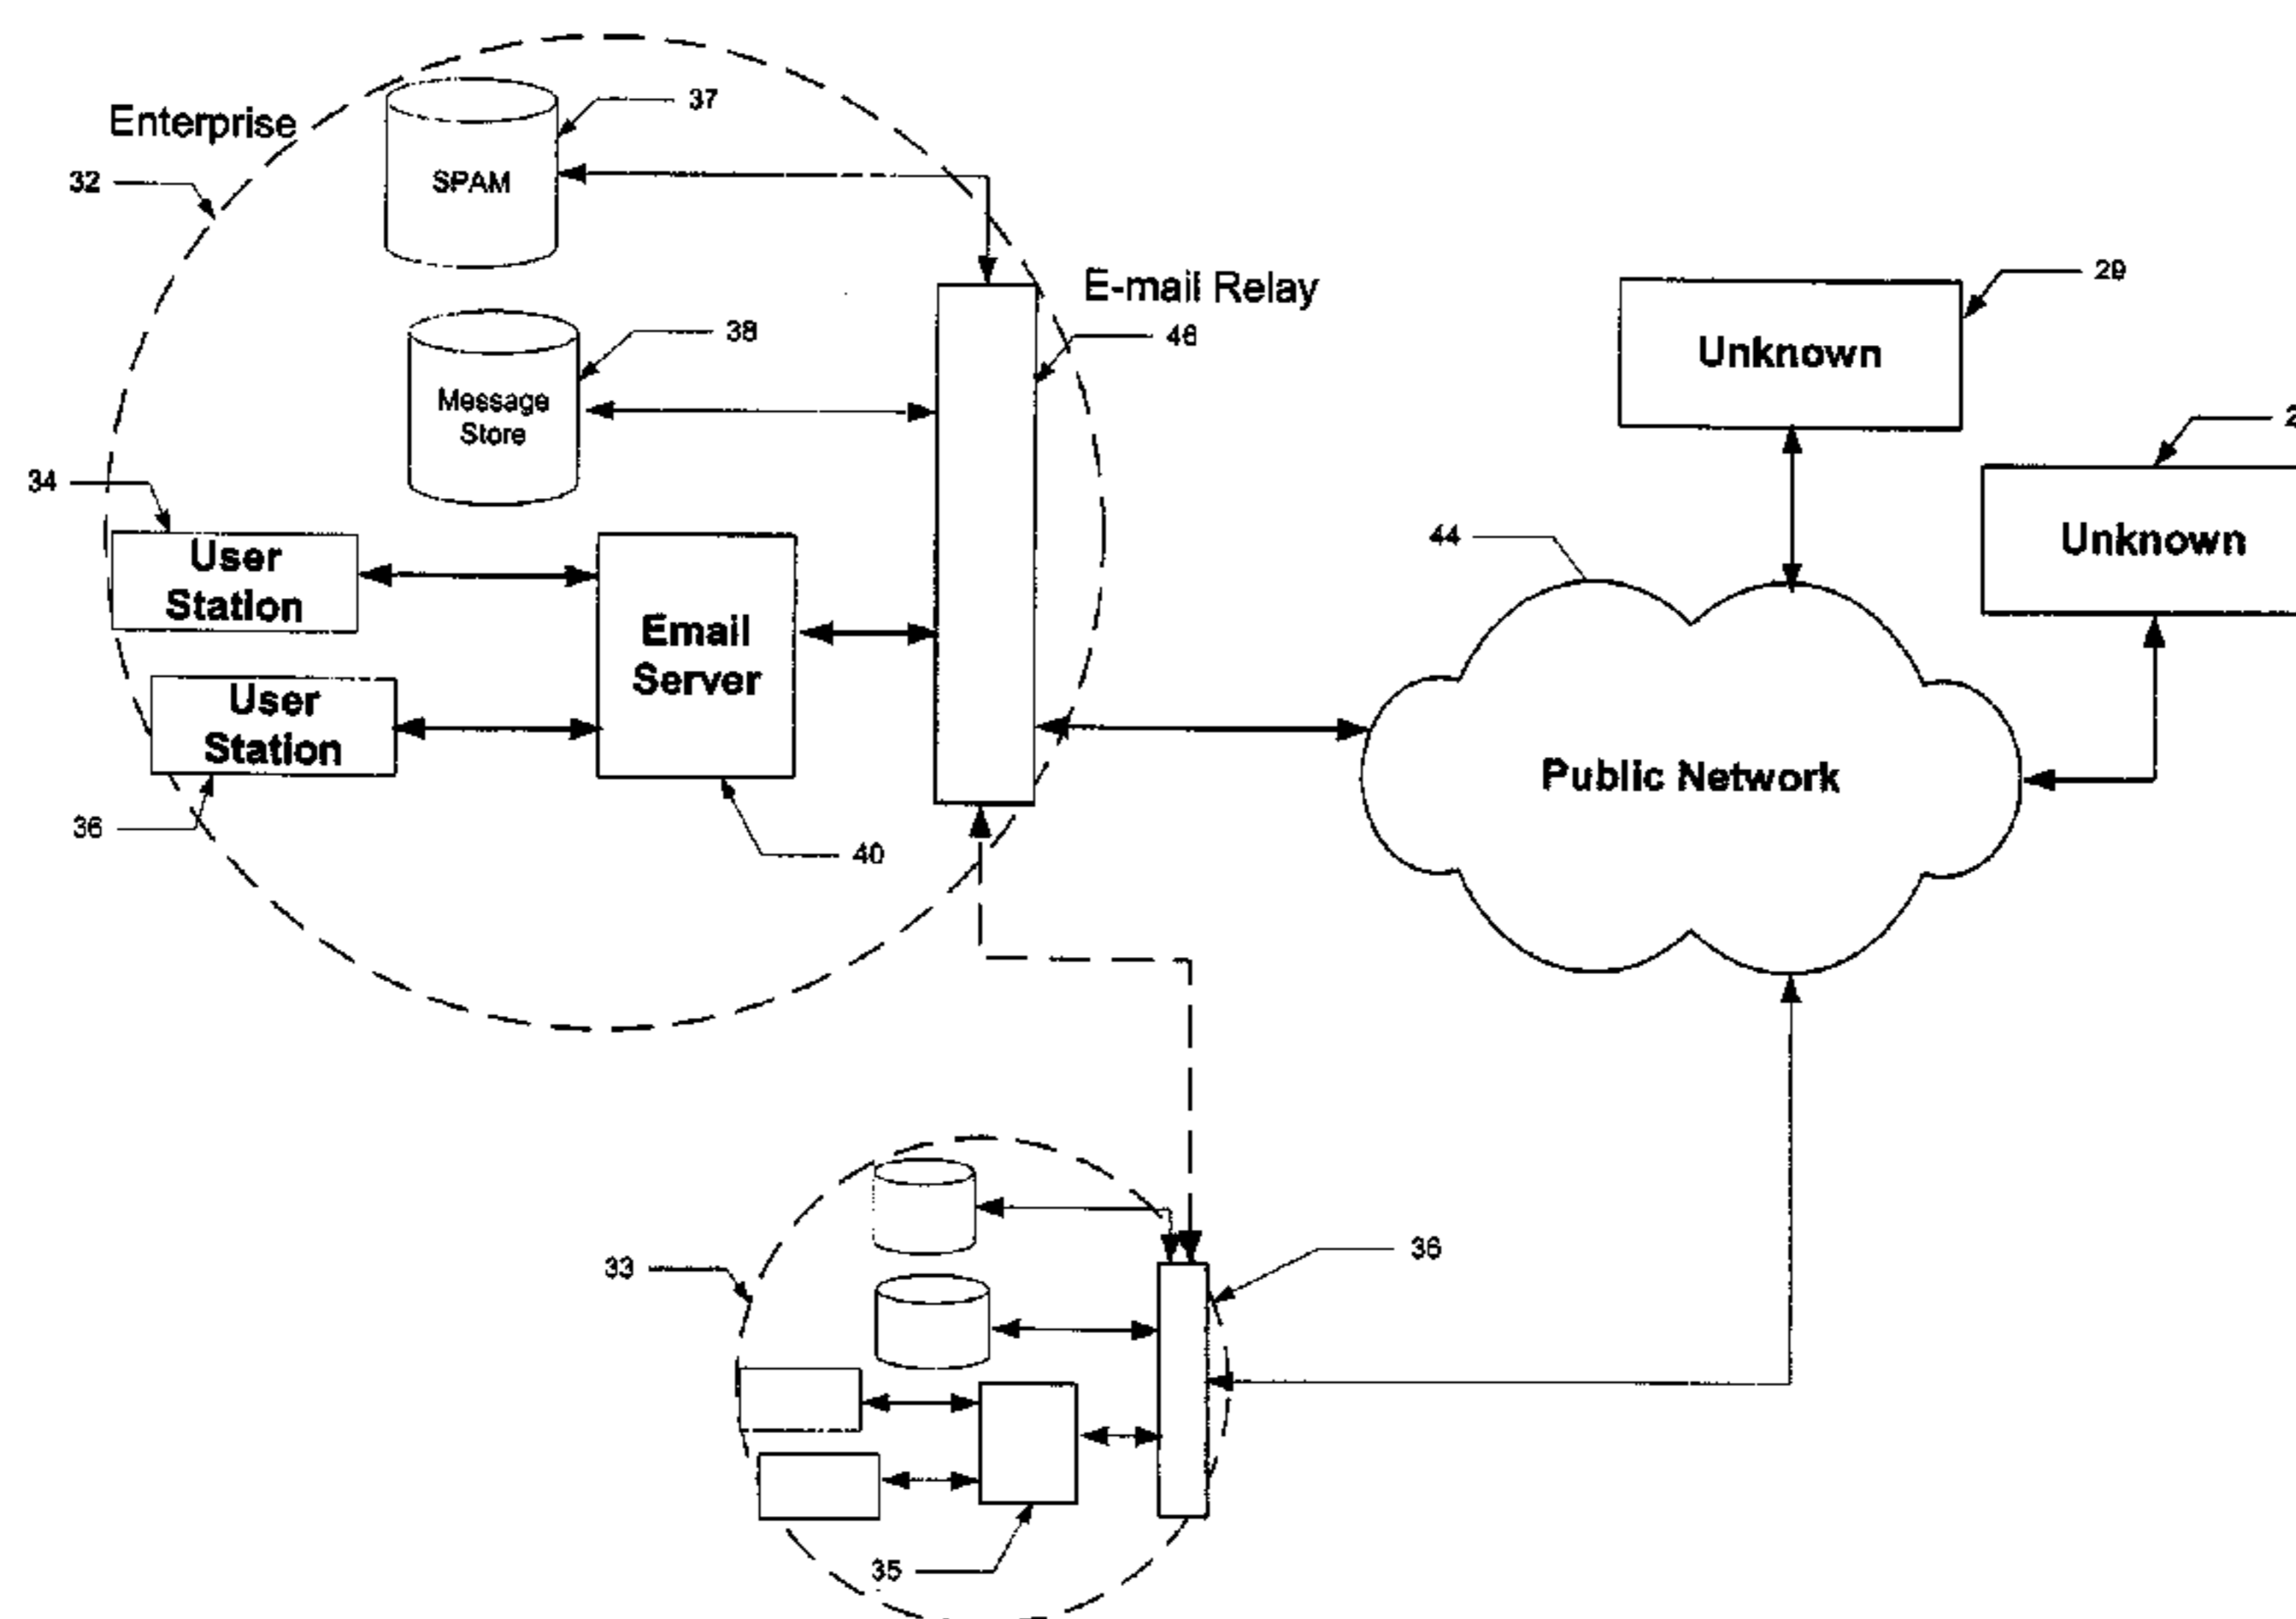 Enterprise
37
32
SPAM
E-mail Relay
29
38
46
Unknown
Message
Store
34
44
User
Station
Unknown
Email
Server
User
Station
Public Network
36
40
33
36
35